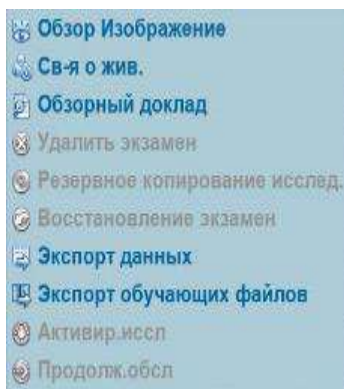 Обзор Изображение
Св-я о жив.
Обзорный доклад
Удалить экзамен
Резервное копирование исслед.
Восстановление экзамен
Экспорт данных
Экспорт обучающих файлов
Активир.иссл
Продолж.обсл